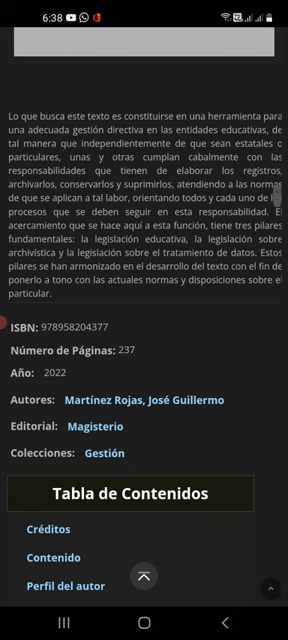 6:38
Lo que busca este texto es constituirse en una herramienta para
una adecuada gestión directiva en las entidades educativas, de
tal manera que independientemente de que sean estatales o
particulares, unas y otras cumplan cabalmente con las
responsabilidades que tienen de elaborar los registros,
archivarlos, conservarlos y suprimirlos, atendiendo a las normas
de que se aplican a tal labor, orientando todos y cada uno de
procesos que se deben seguir en esta responsabilidad. El
acercamiento que se hace aquí a esta función, tiene tres pilares
fundamentales: la legislación educativa, la legislación sobre
archivística y la legislación sobre el tratamiento de datos. Estos
pilares se han armonizado en el desarrollo del texto con el fin de
ponerlo a tono con las actuales normas y disposiciones sobre el
particular.
ISBN: 978958204377
Número de Páginas: 237
Año: 2022
Autores: Martínez Rojas, José Guillermo
Editorial: Magisterio
Colecciones: Gestión
Tabla de Contenidos
Créditos
Contenido
Perfil del autor